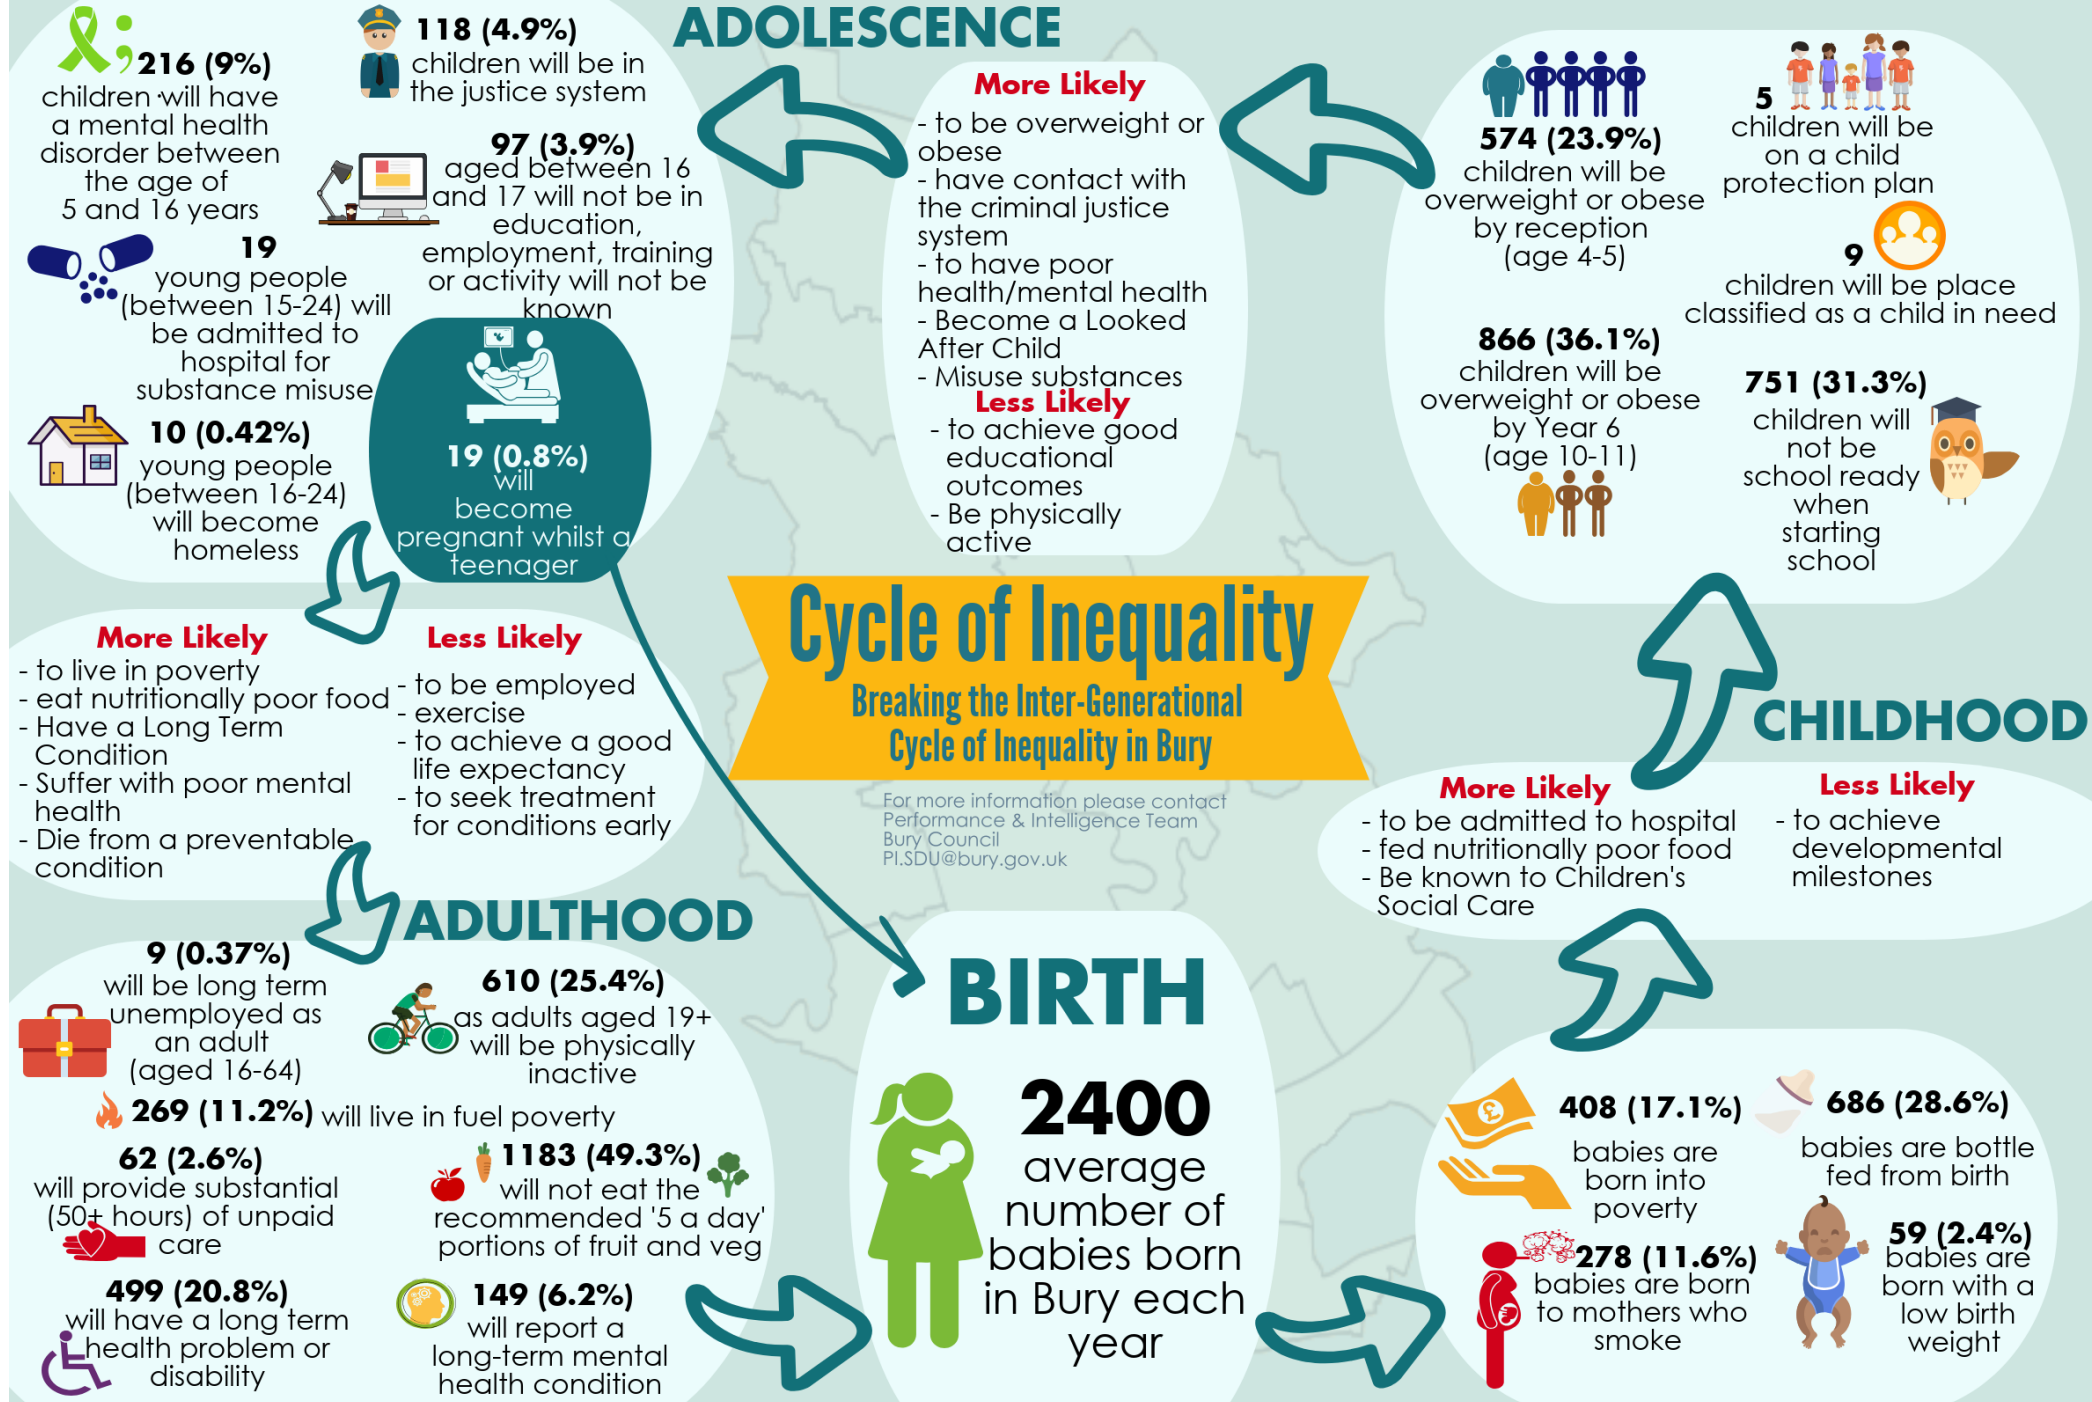 ADOLESCENCE
216 (9%)
children will have
a mental health
disorder between
the age of
5 and 16 years
118 (4.9%)
children will be in
the justice system
97 (3.9%)
aged between 16
and 17 will not be in
education,
employment, training
or activity will not be
known
19
young people
(between 15-24) will
be admitted to
hospital for
substance misuse
10 (0.42%)
young people
(between 16-24)
will become
homeless
19 (0.8%)
will
become
pregnant whilst a
teenager
More Likely
- to be overweight or
obese
- have contact with
the criminal justice
system
- to have poor
health/mental health
- Become a Looked
After Child
- Misuse substances
Less Likely
- to achieve good
educational
outcomes
- Be physically
active
574 (23.9%)
children will be
overweight or obese
by reception
(age 4-5)
5
children will be
on a child
protection plan
9
children will be place
classified as a child in need
866 (36.1%)
children will be
overweight or obese
by Year 6
(age 10-11)
751 (31.3%)
children will
not be
school ready
when
starting
school
Cycle of Inequality
Breaking the Inter-Generational
Cycle of Inequality in Bury
For more information please contact
Performance & Intelligence Team
Bury Council
PI.SDU@bury.gov.uk
More Likely
- to live in poverty
- eat nutritionally poor food
- Have a Long Term
Condition
- Suffer with poor mental
health
- Die from a preventable
condition
Less Likely
- to be employed
- exercise
- to achieve a good
life expectancy
- to seek treatment
for conditions early
CHILDHOOD
More Likely
- to be admitted to hospital
- fed nutritionally poor food
- Be known to Children's
Social Care
Less Likely
- to achieve
developmental
milestones
ADULTHOOD
9 (0.37%)
will be long term
unemployed as
an adult
(aged 16-64)
610 (25.4%)
as adults aged 19+
will be physically
inactive
269 (11.2%) will live in fuel poverty
62 (2.6%)
will provide substantial
(50+ hours) of unpaid
care
1183 (49.3%)
will not eat the
recommended '5 a day'
portions of fruit and veg
499 (20.8%)
will have a long term
health problem or
disability
149 (6.2%)
will report a
long-term mental
health condition
BIRTH
2400
average
number of
babies born
in Bury each
year
£
408 (17.1%)
babies are
born into
poverty
686 (28.6%)
babies are bottle
fed from birth
278 (11.6%)
babies are born
to mothers who
smoke
59 (2.4%)
babies are
born with a
low birth
weight